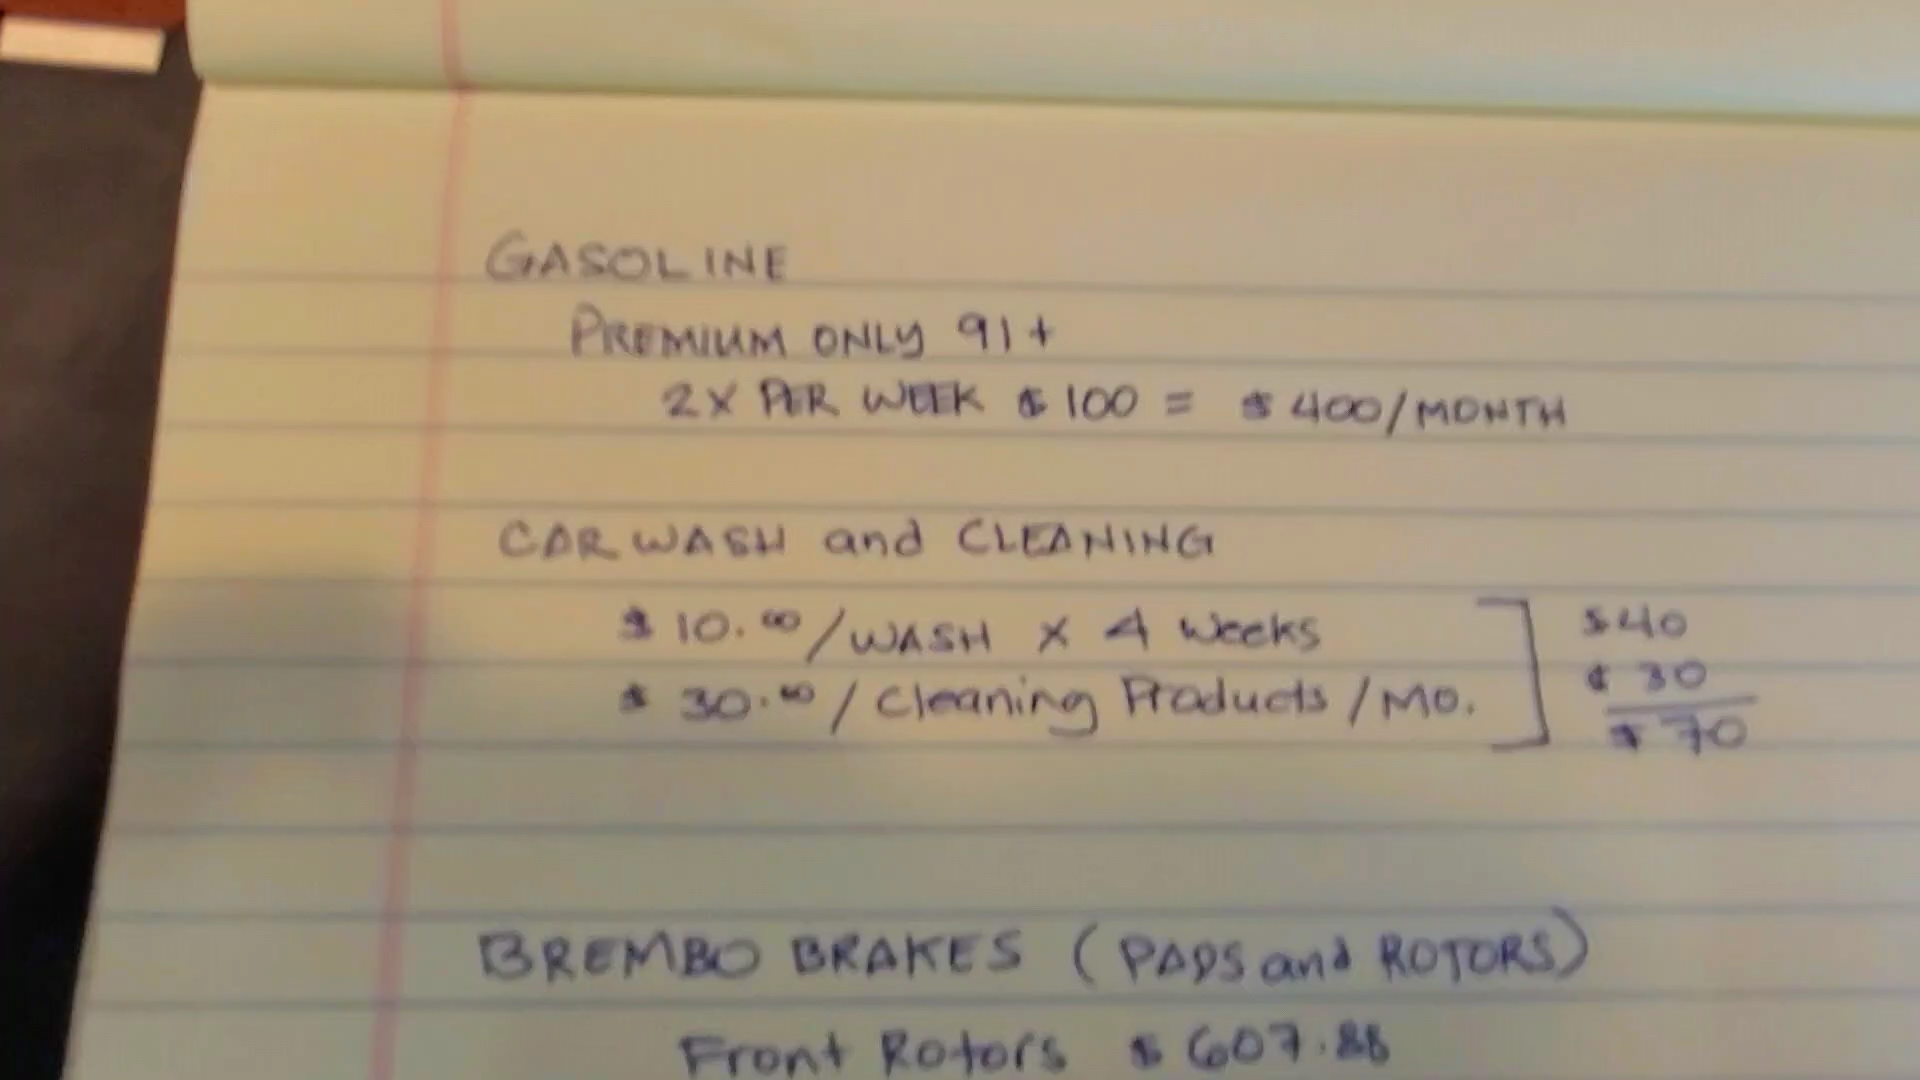 GASOLINE
PREMIUM ONLY 91+
2X PER WEEK $100 = $400/MONTH
CAR WASH and CLEANING
$10.00/WASH X 4 Weeks $40
$30.00/Cleaning Products/MO. $30
$70
BREMBO BRAKES (PADS and ROTORS)
Front Rotors $607.88